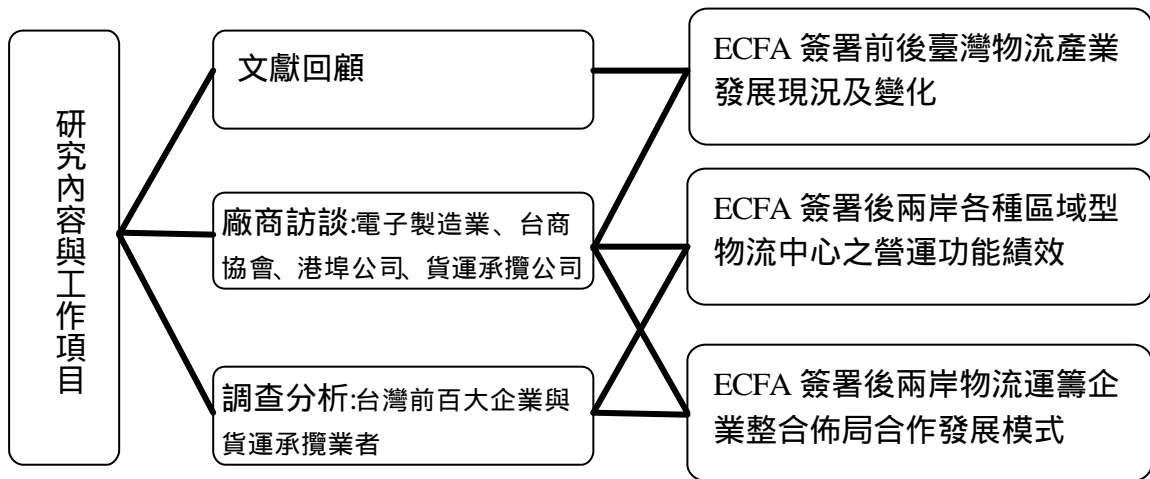 研究內容與工作項目
文獻回顧
廠商訪談:電子製造業、台商
協會、港埠公司、貨運承攬公司
調查分析:台灣前百大企業與
貨運承攬業者
ECFA 簽署前後臺灣物流產業
發展現況及變化
ECFA 簽署後兩岸各種區域型
物流中心之營運功能績效
ECFA 簽署後兩岸物流運籌企
業整合佈局合作發展模式